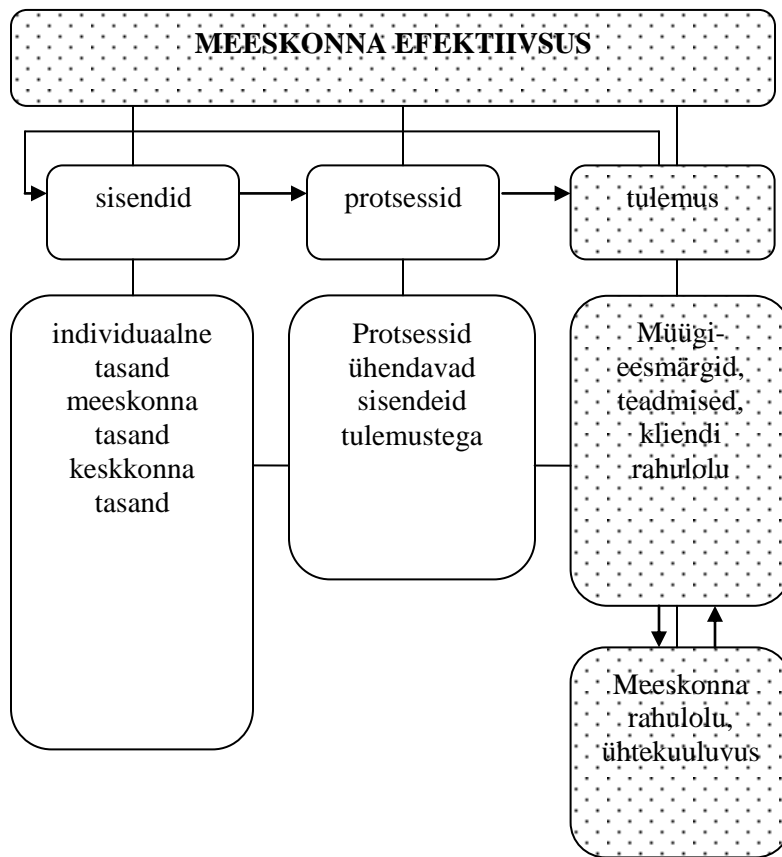 MEESKONNA EFEKTIIVSUS
sisendid
protsessid
tulemus
individuaalne
tasand
meeskonna
tasand
keskkonna
tasand
Protsessid
ühendavad
sisendeid
tulemustega
Müügi-
eesmärgid,
teadmised,
kliendi
rahulolu
Meeskonna
rahulolu,
ühtekuuluvus